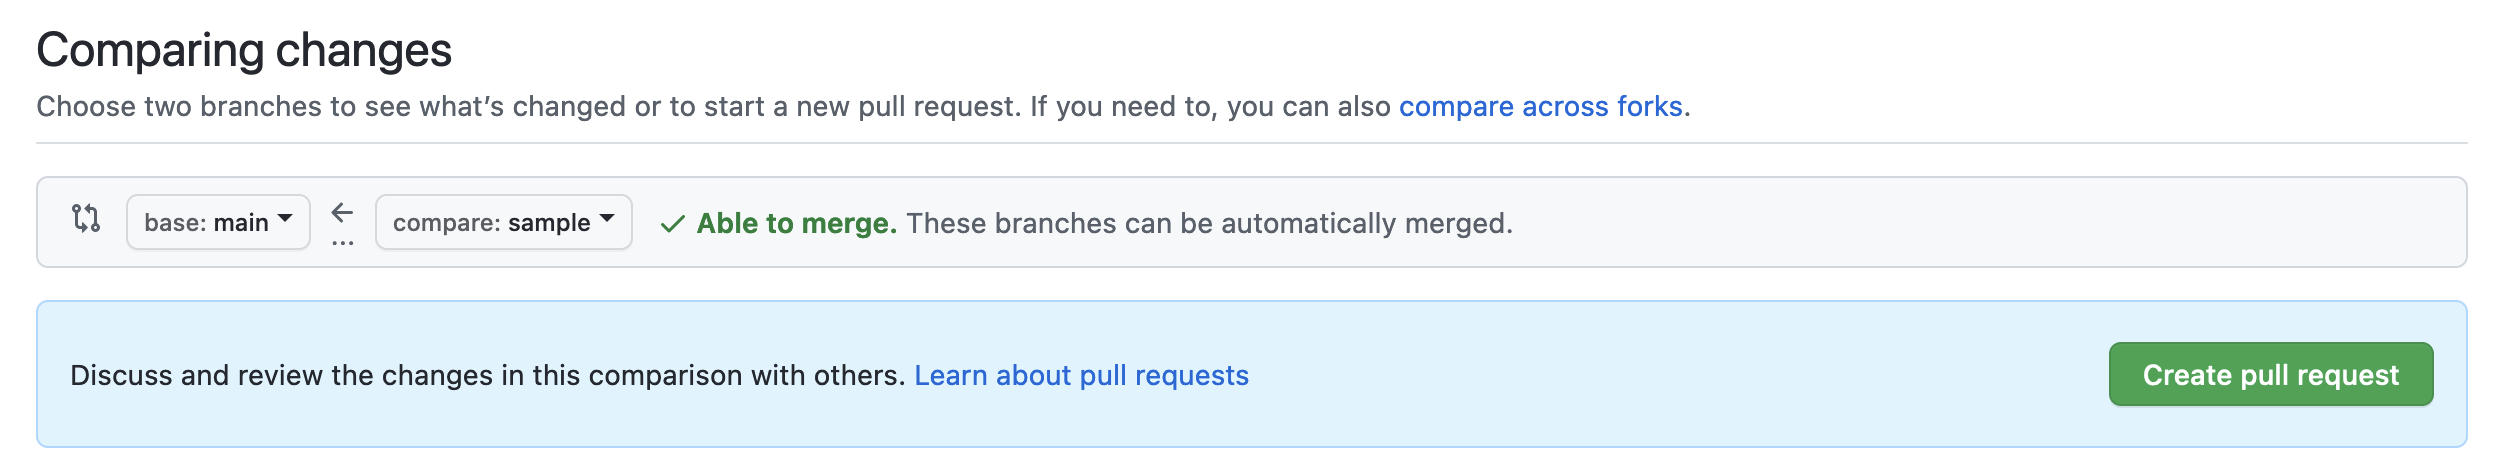 Comparing changes
Choose two branches to see what's changed or to start a new pull request. If you need to, you can also compare across forks.
base: main ← ... compare: sample ✓ Able to merge. These branches can be automatically merged.
Discuss and review the changes in this comparison with others. Learn about pull requests Create pull request